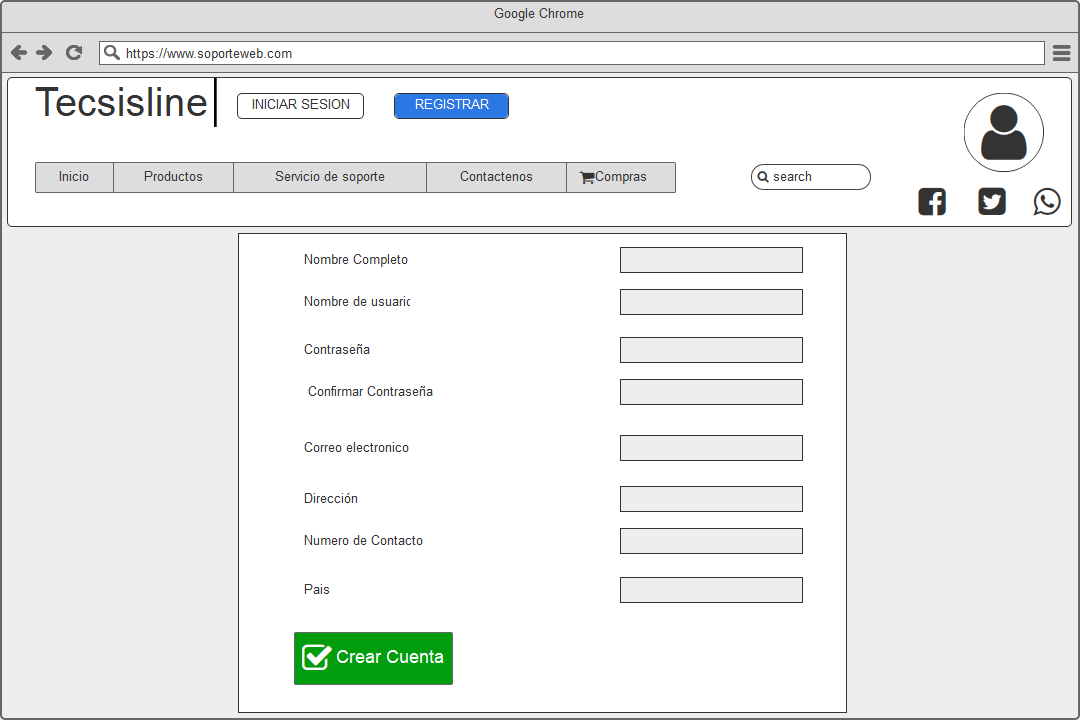 Google Chrome
https://www.soporteweb.com
Tecsisline
INICIAR SESION
REGISTRAR
Inicio
Productos
Servicio de soporte
Contactenos
Compras
search
Nombre Completo
Nombre de usuario
Contraseña
Confirmar Contraseña
Correo electronico
Dirección
Numero de Contacto
Pais
Crear Cuenta